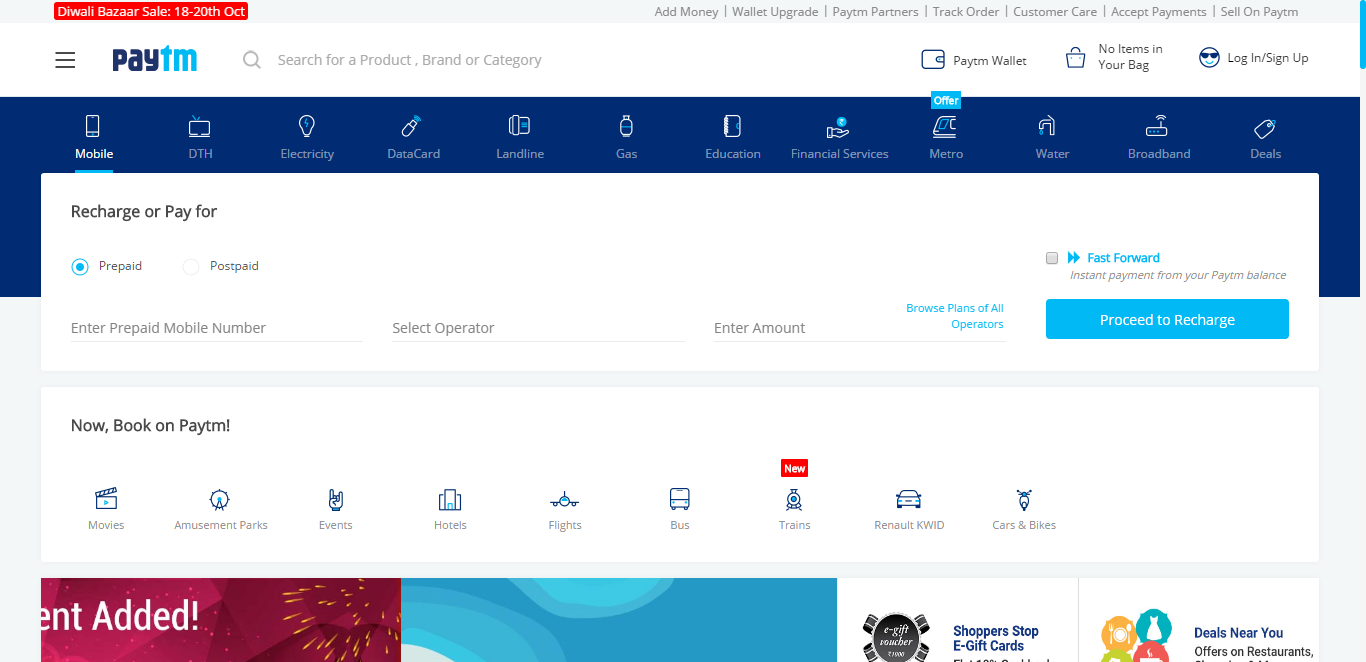 Diwali Bazaar Sale: 18-20th Oct
Add Money | Wallet Upgrade | Paytm Partners | Track Order | Customer Care | Accept Payments | Sell On Paytm
paytm
Search for a Product , Brand or Category
Paytm Wallet
No Items in
Your Bag
Log In/Sign Up
Offer
Mobile
DTH
Electricity
DataCard
Landline
Gas
Education
Financial Services
Metro
Water
Broadband
Deals
Recharge or Pay for
Prepaid
Postpaid
Fast Forward
Instant payment from your Paytm balance
Enter Prepaid Mobile Number
Select Operator
Enter Amount
Browse Plans of All
Operators
Proceed to Recharge
Now, Book on Paytm!
New
Movies
Amusement Parks
Events
Hotels
Flights
Bus
Trains
Renault KWID
Cars & Bikes
ent Added!
e-gift
voucher
₹1000
Shoppers Stop
E-Gift Cards
Deals Near You
Offers on Restaurants,